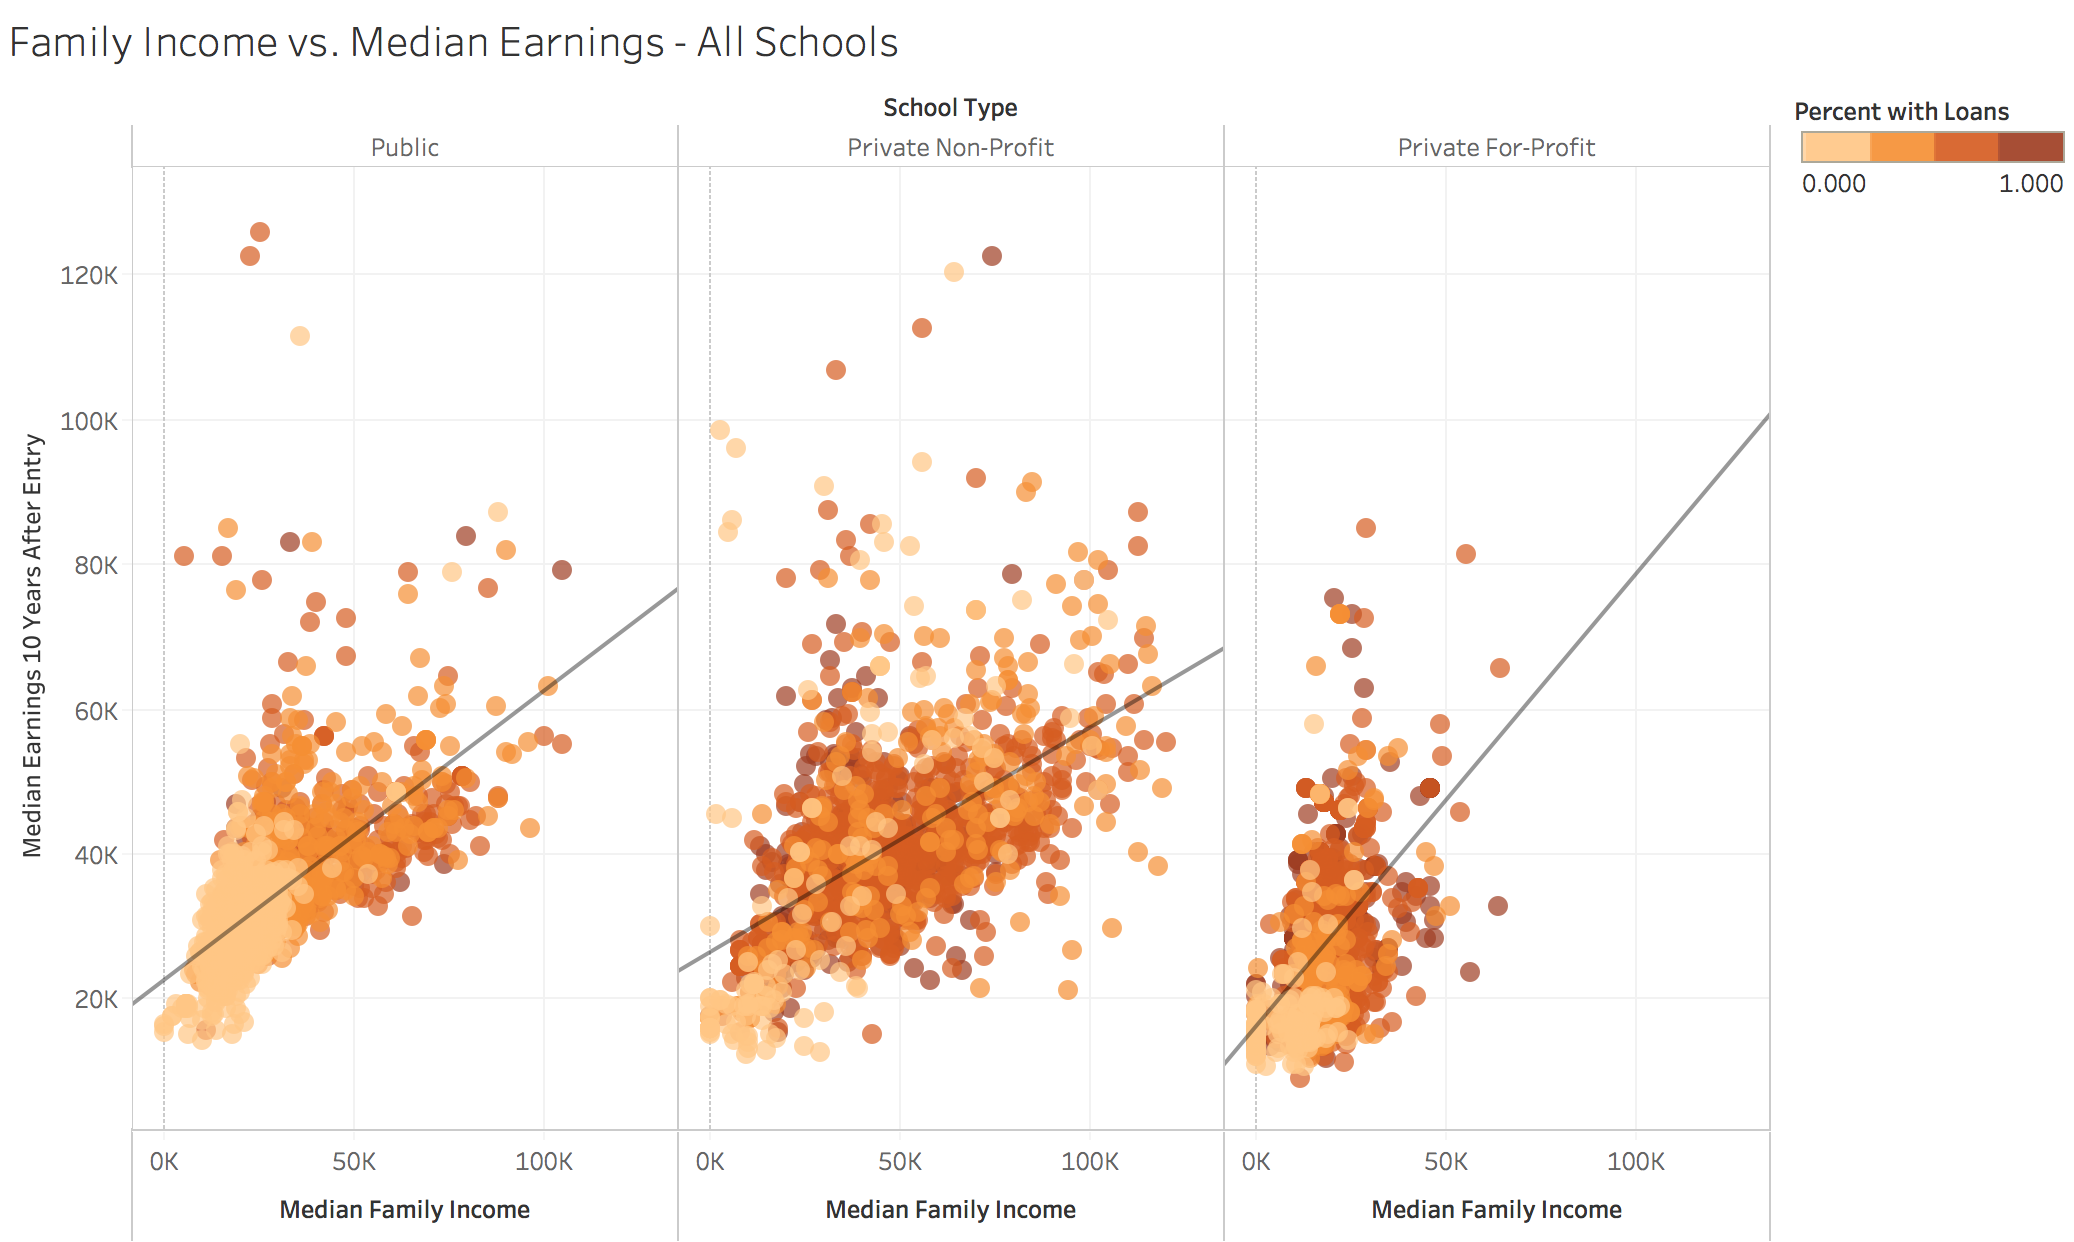 Family Income vs. Median Earnings - All Schools
School Type
Percent with Loans
Public
Private Non-Profit
Private For-Profit
0.000
1.000
Median Earnings 10 Years After Entry
120K
100K
80K
60K
40K
20K
0K
50K
100K
0K
50K
100K
0K
50K
100K
Median Family Income
Median Family Income
Median Family Income